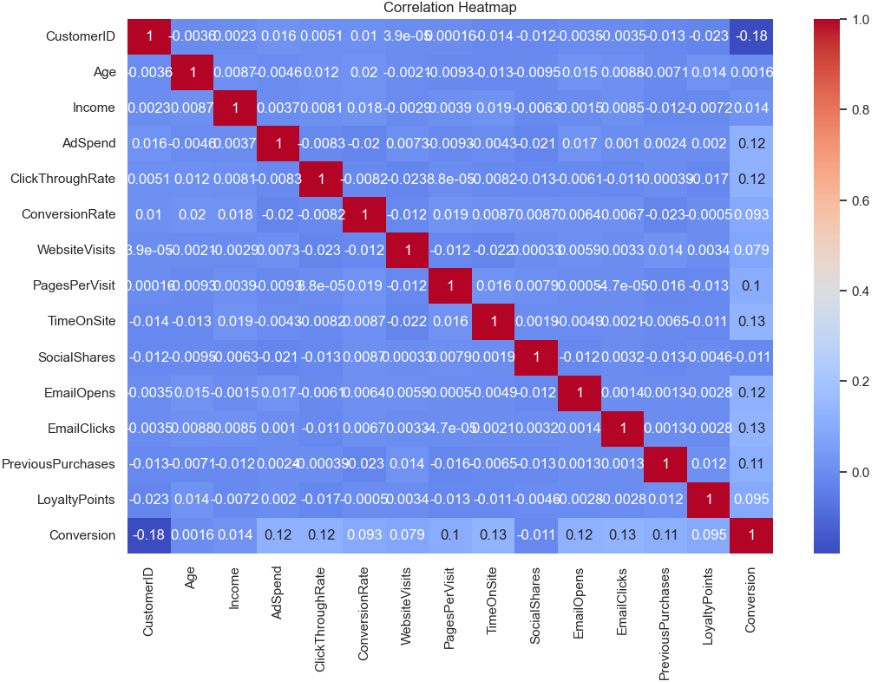 Correlation Heatmap
CustomerID 1 -0.0036 0.0023 0.016 0.0051 0.01 3.9e-05 0.00016 -0.014 -0.012 -0.0035 -0.0035 -0.013 -0.023 -0.18
Age -0.0036 1 0.0087 -0.0046 0.012 0.02 -0.0021 -0.0093 -0.013 -0.0095 0.015 0.0088 -0.0071 0.014 0.0016
Income 0.0023 0.0087 1 0.0037 0.0081 0.018 -0.0029 0.0039 0.019 -0.0063 -0.0015 0.0085 -0.012 -0.0072 0.014
AdSpend 0.016 -0.0046 0.0037 1 -0.0083 -0.02 0.0073 -0.0093 -0.0043 -0.021 0.017 0.001 0.0024 0.002 0.12
ClickThroughRate 0.0051 0.012 0.0081 -0.0083 1 -0.0082 -0.023 8.8e-05 -0.0082 -0.013 -0.0061 -0.011 -0.00039 -0.017 0.12
ConversionRate 0.01 0.02 0.018 -0.02 -0.0082 1 -0.012 0.019 0.0087 0.0087 0.0064 0.0067 -0.023 -0.0005 0.093
WebsiteVisits 3.9e-05 -0.0021 -0.0029 0.0073 -0.023 -0.012 1 -0.012 -0.022 0.00033 0.0059 0.0033 0.014 0.0034 0.079
PagesPerVisit 0.00016 -0.0093 0.0039 -0.0093 8.8e-05 0.019 -0.012 1 0.016 0.0079 0.0005 -4.7e-05 -0.016 -0.013 0.1
TimeOnSite -0.014 -0.013 0.019 -0.0043 -0.0082 0.0087 -0.022 0.016 1 0.0019 -0.0049 0.0021 -0.0065 -0.011 0.13
SocialShares -0.012 -0.0095 -0.0063 -0.021 -0.013 0.0087 0.00033 0.0079 0.0019 1 -0.012 0.0032 -0.013 -0.0046 -0.011
EmailOpens -0.0035 0.015 -0.0015 0.017 -0.0061 0.0064 0.0059 0.0005 -0.0049 -0.012 1 0.0014 0.0013 -0.0028 0.12
EmailClicks -0.0035 0.0088 0.0085 0.001 -0.011 0.0067 0.0033 -4.7e-05 0.0021 0.0032 0.0014 1 0.0013 -0.0028 0.13
PreviousPurchases -0.013 -0.0071 -0.012 0.0024 -0.00039 -0.023 0.014 -0.016 -0.0065 -0.013 0.0013 0.0013 1 0.012 0.11
LoyaltyPoints -0.023 0.014 -0.0072 0.002 -0.017 -0.0005 0.0034 -0.013 -0.011 -0.0046 -0.0028 -0.0028 0.012 1 0.095
Conversion -0.18 0.0016 0.014 0.12 0.12 0.093 0.079 0.1 0.13 -0.011 0.12 0.13 0.11 0.095 1
CustomerID
Age
Income
AdSpend
ClickThroughRate
ConversionRate
WebsiteVisits
PagesPerVisit
TimeOnSite
SocialShares
EmailOpens
EmailClicks
PreviousPurchases
LoyaltyPoints
Conversion
1.0
0.8
0.6
0.4
0.2
0.0